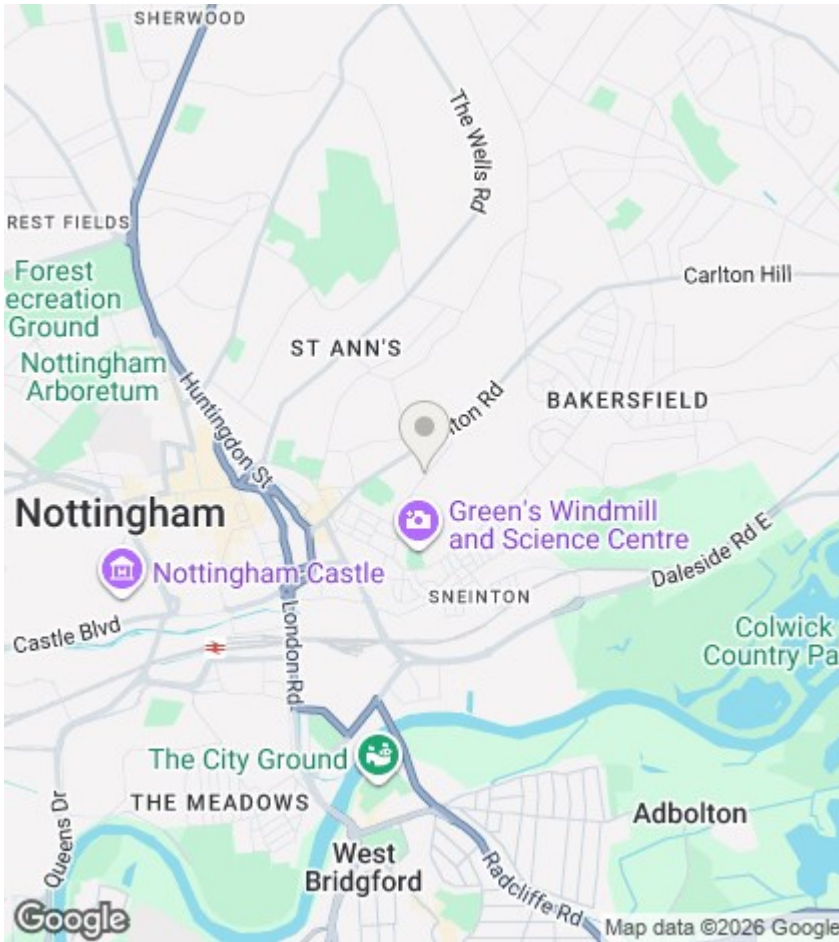 SHERWOOD
The Wells Rd
REST FIELDS
Forest
ecreation
Ground
Carlton Hill
ST ANN'S
Nottingham
Arboretum
Huntingdon St
BAKERSFIELD
lton Rd
Nottingham
Green's Windmill
and Science Centre
Nottingham Castle
Daleside Rd E
SNEINTON
Castle Blvd
London Rd
Colwick
Country Pa
The City Ground
THE MEADOWS
Queens Dr
Adbolton
West
Bridgford
Radcliffe Rd
Google
Map data ©2026 Google